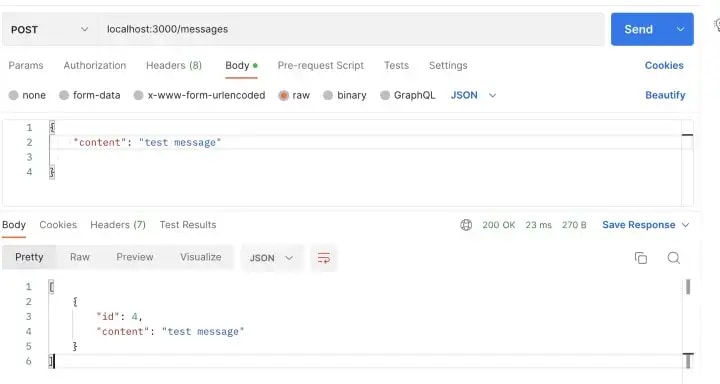 POST localhost:3000/messages Send
Params Authorization Headers (8) Body Pre-request Script Tests Settings Cookies
none form-data x-www-form-urlencoded raw binary GraphQL JSON Beautify
1 {
2 "content": "test message"
3
4 }
Body Cookies Headers (7) Test Results 200 OK 23 ms 270 B Save Response
Pretty Raw Preview Visualize JSON
1 [
2 {
3 "id": 4,
4 "content": "test message"
5 }
6 ]